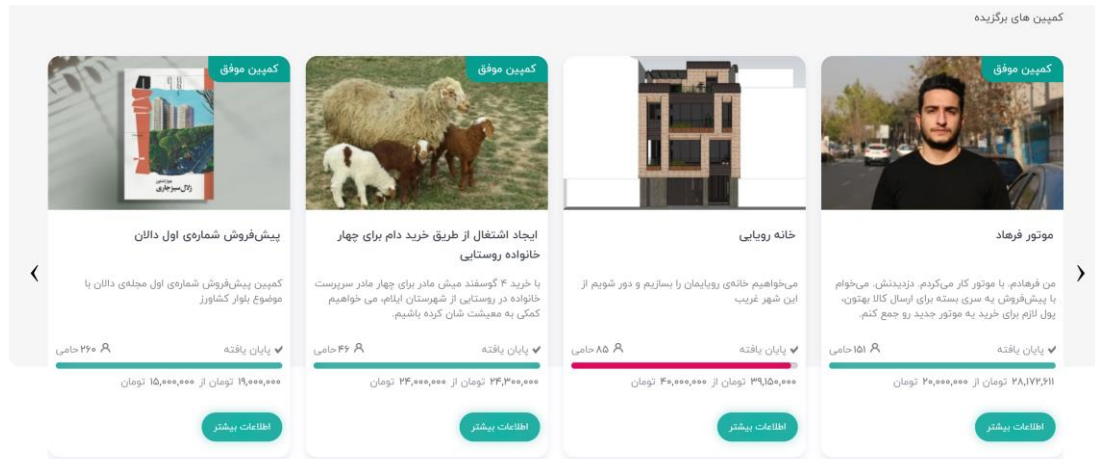 کمپین های برگزیده
کمپین موفق
موتور فرهاد
من فرهادم. با موتور کار می‌کردم. دزدیدنش. می‌خوام
با پیش‌فروش یه سری بسته برای ارسال کالا بهتون،
پول لازم برای خرید یه موتور جدید رو جمع کنم.
✔ پایان یافته
۱۵۱ حامی
۲۸,۱۷۲,۶۱۱ تومان از ۲۰,۰۰۰,۰۰۰ تومان
اطلاعات بیشتر
خانه رویایی
می‌خواهیم خانه‌ی رویایمان را بسازیم و دور شویم از
این شهر غریب
✔ پایان یافته
۸۵ حامی
۳۹,۱۵۰,۰۰۰ تومان از ۴۰,۰۰۰,۰۰۰ تومان
اطلاعات بیشتر
کمپین موفق
ایجاد اشتغال از طریق خرید دام برای چهار
خانواده روستایی
با خرید ۴ گوسفند میش مادر برای چهار مادر سرپرست
خانواده در روستایی از شهرستان ایلام، می خواهیم
کمکی به معیشت شان کرده باشیم.
✔ پایان یافته
۴۶ حامی
۲۴,۳۰۰,۰۰۰ تومان از ۲۴,۰۰۰,۰۰۰ تومان
اطلاعات بیشتر
کمپین موفق
زلال سبز جاری
پیش‌فروش شماره‌ی اول دالان
کمپین پیش‌فروش شماره‌ی اول مجله‌ی دالان با
موضوع بلوار کشاورز
✔ پایان یافته
۲۶۰ حامی
۱۹,۰۰۰,۰۰۰ تومان از ۱۵,۰۰۰,۰۰۰ تومان
اطلاعات بیشتر